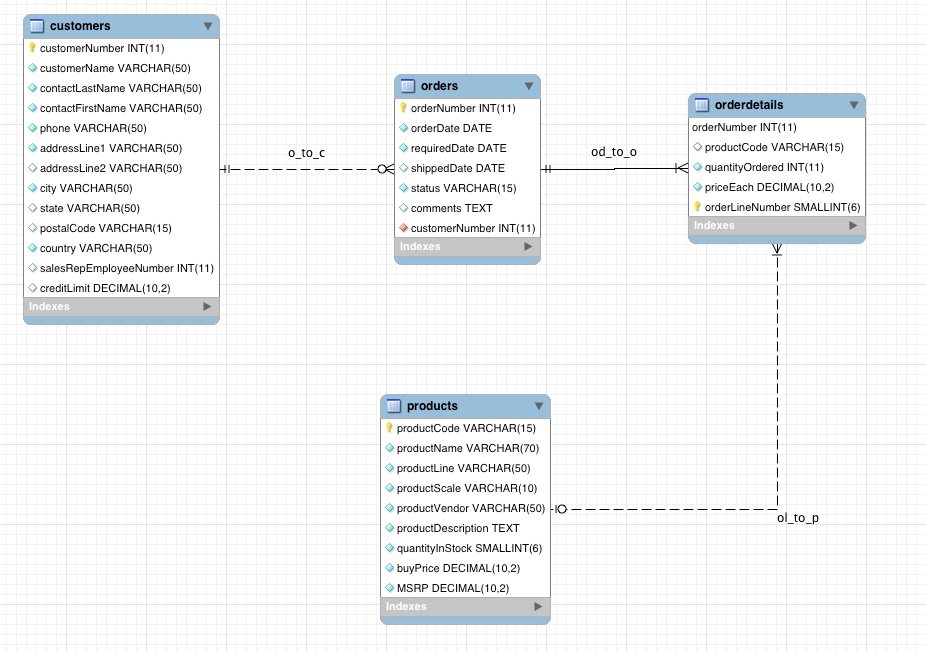 customers
customerNumber INT(11)
customerName VARCHAR(50)
contactLastName VARCHAR(50)
contactFirstName VARCHAR(50)
phone VARCHAR(50)
addressLine1 VARCHAR(50)
addressLine2 VARCHAR(50)
city VARCHAR(50)
state VARCHAR(50)
postalCode VARCHAR(15)
country VARCHAR(50)
salesRepEmployeeNumber INT(11)
creditLimit DECIMAL(10,2)
Indexes
o_to_c
orders
orderNumber INT(11)
orderDate DATE
requiredDate DATE
shippedDate DATE
status VARCHAR(15)
comments TEXT
customerNumber INT(11)
Indexes
od_to_o
orderdetails
orderNumber INT(11)
productCode VARCHAR(15)
quantityOrdered INT(11)
priceEach DECIMAL(10,2)
orderLineNumber SMALLINT(6)
Indexes
products
productCode VARCHAR(15)
productName VARCHAR(70)
productLine VARCHAR(50)
productScale VARCHAR(10)
productVendor VARCHAR(50)
productDescription TEXT
quantityInStock SMALLINT(6)
buyPrice DECIMAL(10,2)
MSRP DECIMAL(10,2)
Indexes
ol_to_p